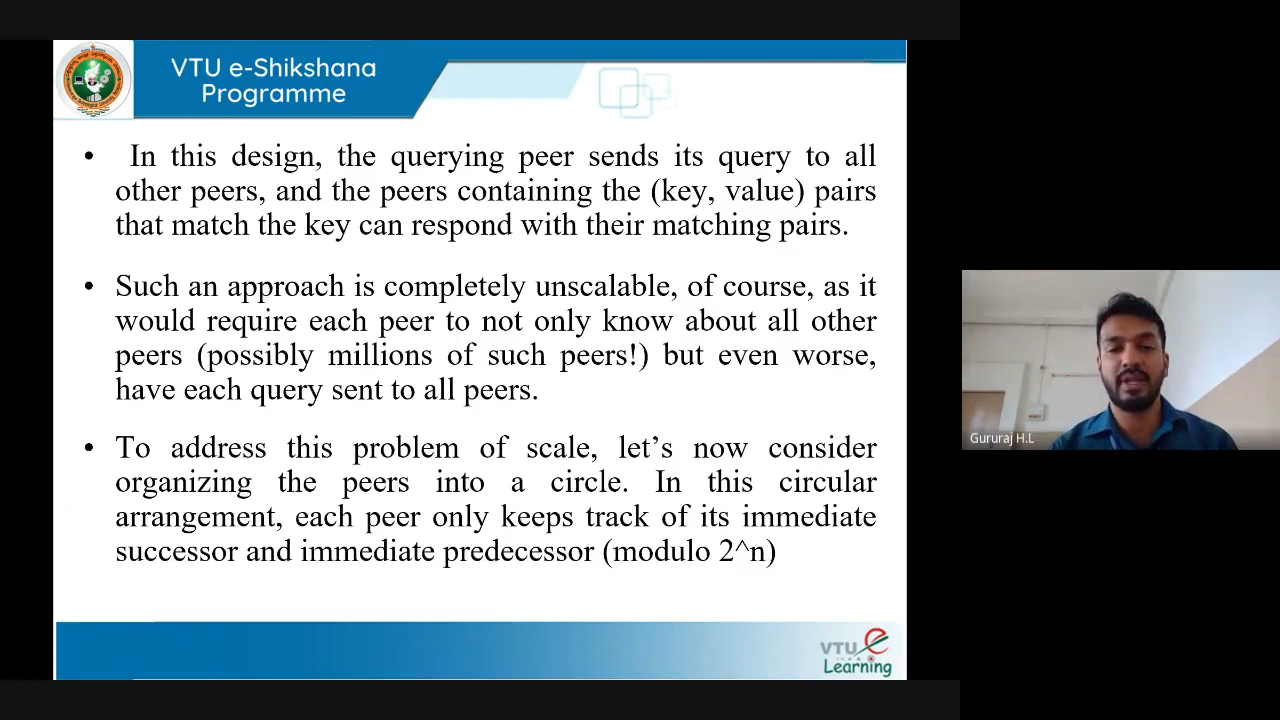 VTU e-Shikshana
Programme
• In this design, the querying peer sends its query to all
other peers, and the peers containing the (key, value) pairs
that match the key can respond with their matching pairs.
• Such an approach is completely unscalable, of course, as it
would require each peer to not only know about all other
peers (possibly millions of such peers!) but even worse,
have each query sent to all peers.
• To address this problem of scale, let’s now consider
organizing the peers into a circle. In this circular
arrangement, each peer only keeps track of its immediate
successor and immediate predecessor (modulo 2^n)
Gururaj H.L
VTU e
Learning